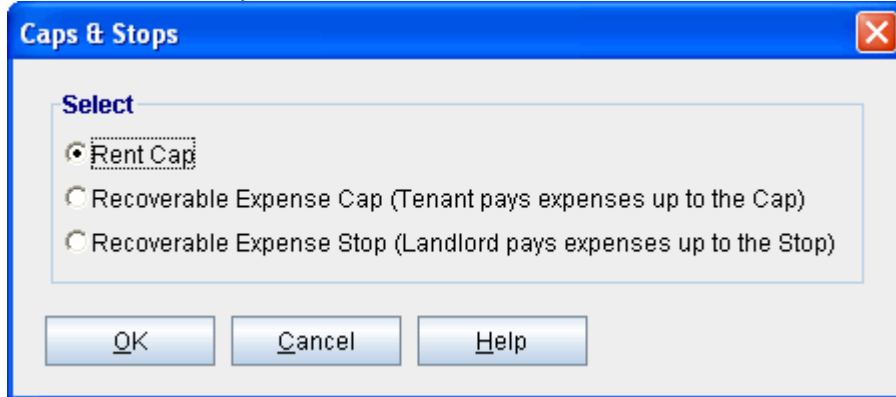 Caps & Stops
Select
Rent Cap
Recoverable Expense Cap (Tenant pays expenses up to the Cap)
Recoverable Expense Stop (Landlord pays expenses up to the Stop)
OK Cancel Help